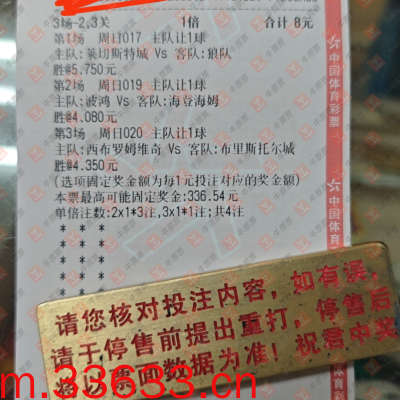 3场-2,3关 1倍 合计 8元
第1场 周日017 主队让1球
主队:莱切斯特城 Vs 客队:狼队
胜@5.750元
第2场 周日019 主队让1球
主队:波鸿 Vs 客队:海登海姆
胜@4.080元
第3场 周日020 主队让1球
主队:西布罗姆维奇 Vs 客队:布里斯托尔城
胜@4.350元
(选项固定奖金额为每1元投注对应的奖金额)
本票最高可能固定奖金:336.54元
单倍注数:2x1*3注,3x1*1注;共4注
* * *
* * *
* * *
* * *
中国体育彩票
中国体育彩票
请您核对投注内容,如有误,
请于停售前提出重打,停售后
将以票面数据为准!祝君中奖
m.33633.cn